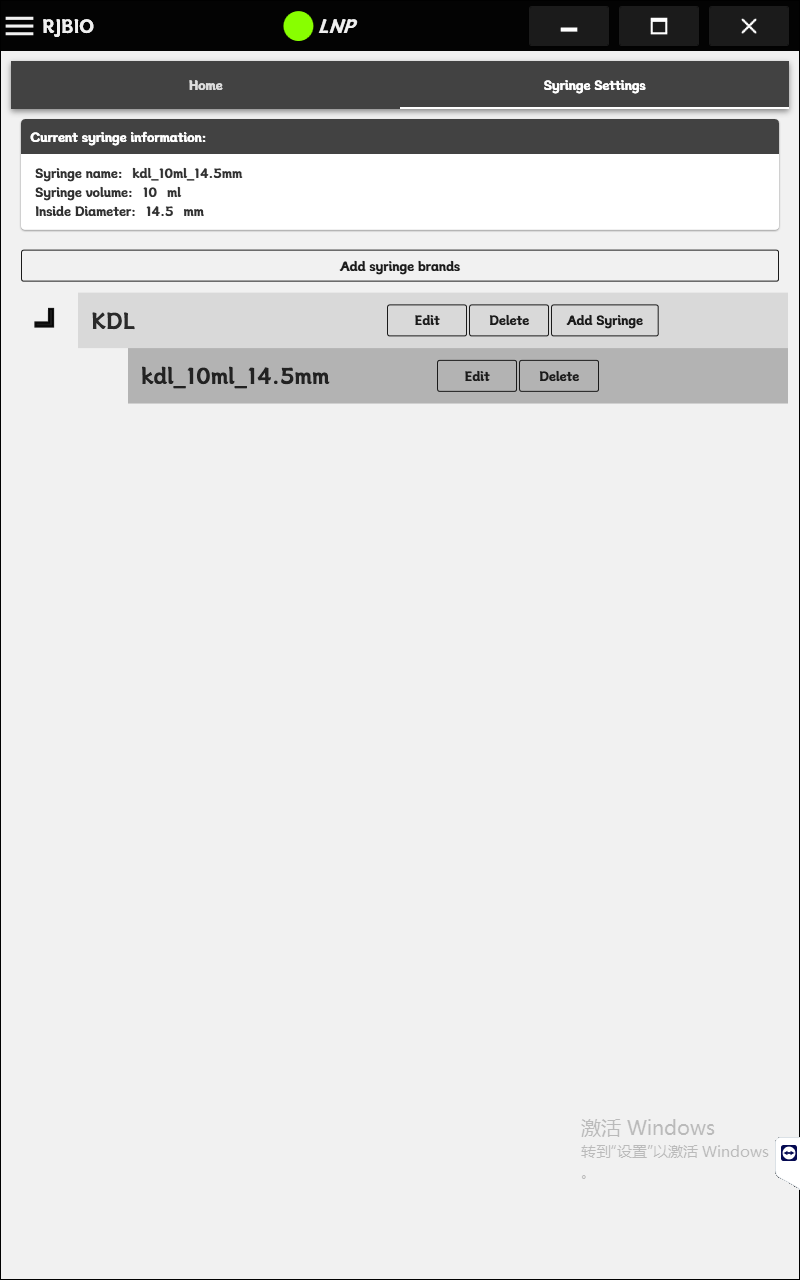 RJBIO
LNP
Home
Syringe Settings
Current syringe information:
Syringe name: kdl_10ml_14.5mm
Syringe volume: 10 ml
Inside Diameter: 14.5 mm
Add syringe brands
KDL
Edit
Delete
Add Syringe
kdl_10ml_14.5mm
Edit
Delete
激活 Windows
转到“设置”以激活 Windows
。